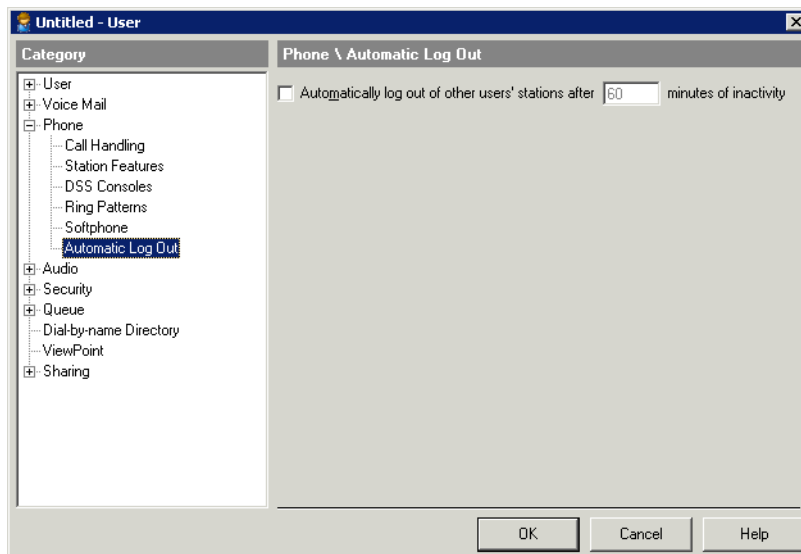 Untitled - User
Category
Phone \ Automatic Log Out
User
Voice Mail
Phone
Call Handling
Station Features
DSS Consoles
Ring Patterns
Softphone
Automatic Log Out
Audio
Security
Queue
Dial-by-name Directory
ViewPoint
Sharing
Automatically log out of other users' stations after 60 minutes of inactivity
OK
Cancel
Help